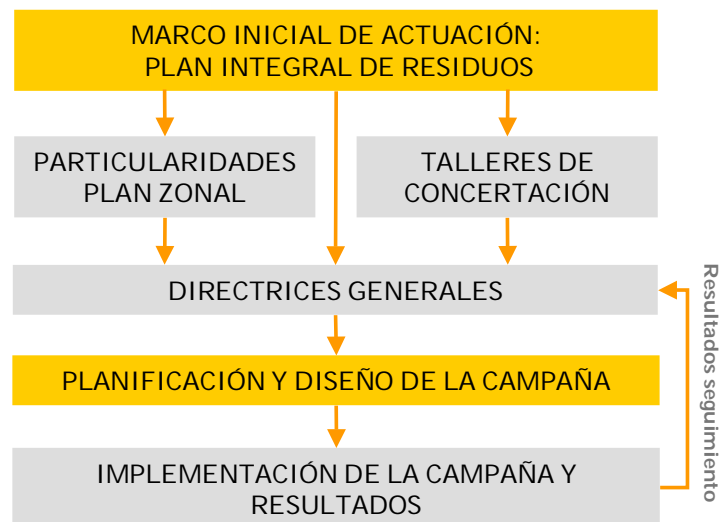 MARCO INICIAL DE ACTUACIÓN:
PLAN INTEGRAL DE RESIDUOS
PARTICULARIDADES
PLAN ZONAL
TALLERES DE
CONCERTACIÓN
DIRECTRICES GENERALES
PLANIFICACIÓN Y DISEÑO DE LA CAMPAÑA
IMPLEMENTACIÓN DE LA CAMPAÑA Y
RESULTADOS
Resultados seguimiento